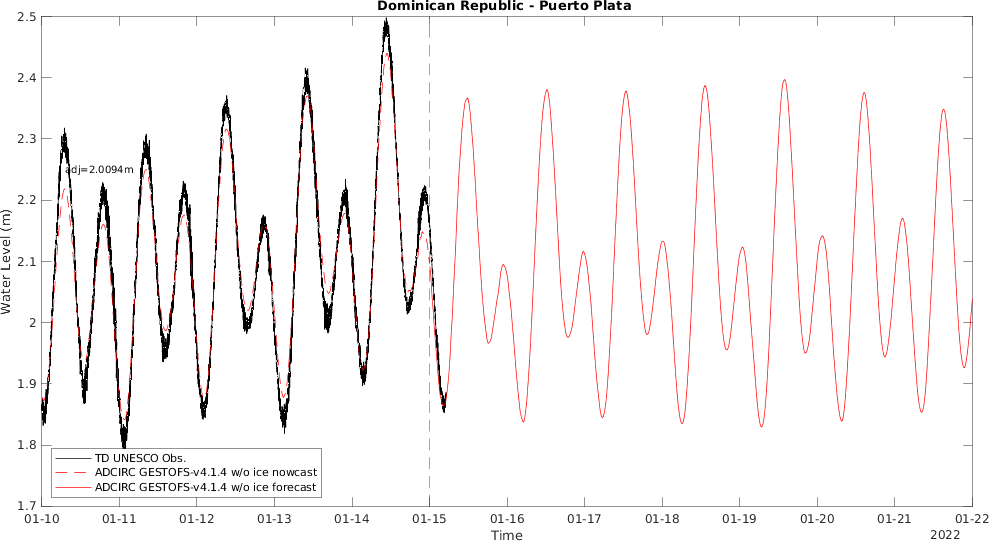 Dominican Republic - Puerto Plata
2.5
2.4
2.3
2.2
2.1
2
1.9
1.8
1.7
Water Level (m)
adj=2.0094m
TD UNESCO Obs.
ADCIRC GESTOFS-v4.1.4 w/o ice nowcast
ADCIRC GESTOFS-v4.1.4 w/o ice forecast
01-10 01-11 01-12 01-13 01-14 01-15 01-16 01-17 01-18 01-19 01-20 01-21 01-22
Time
2022